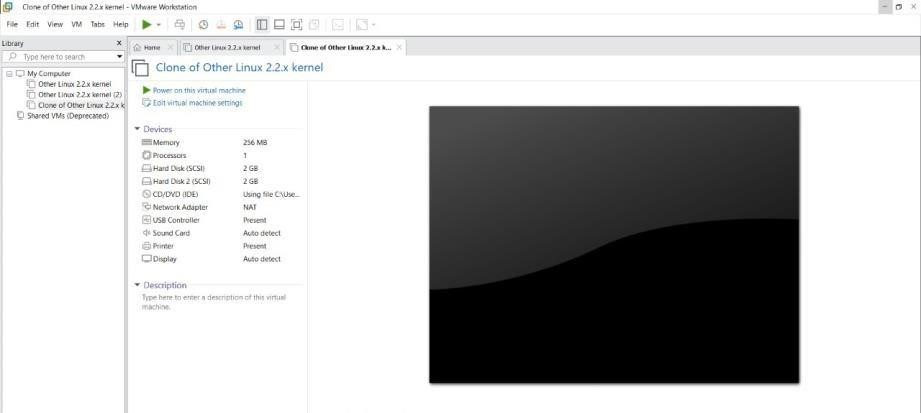 Clone of Other Linux 2.2.x kernel - VMware Workstation
File Edit View VM Tabs Help
Library X
Type here to search
My Computer
Other Linux 2.2.x kernel
Other Linux 2.2.x kernel (2)
Clone of Other Linux 2.2.x k
Shared VMs (Deprecated)
Home Other Linux 2.2.x kernel Clone of Other Linux 2.2.x k...
Clone of Other Linux 2.2.x kernel
Power on this virtual machine
Edit virtual machine settings
Devices
Memory 256 MB
Processors 1
Hard Disk (SCSI) 2 GB
Hard Disk 2 (SCSI) 2 GB
CD/DVD (IDE) Using file C:\Use...
Network Adapter NAT
USB Controller Present
Sound Card Auto detect
Printer Present
Display Auto detect
Description
Type here to enter a description of this virtual
machine.